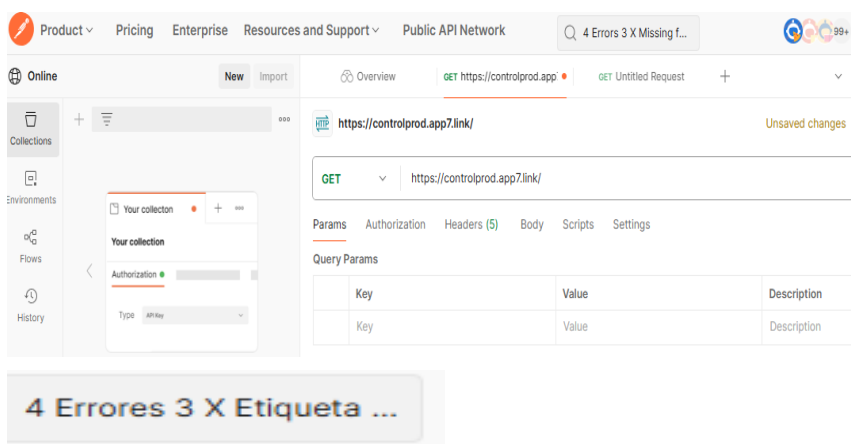 Product Pricing Enterprise Resources and Support Public API Network 4 Errors 3 X Missing f... 99+
Online New Import Overview GET https://controlprod.app' GET Untitled Request
Collections
HTTP https://controlprod.app7.link/ Unsaved changes
Environments
GET https://controlprod.app7.link/
Your collecton
Flows
Your collection
Params Authorization Headers (5) Body Scripts Settings
Authorization
Query Params
History
Type API Key
Key Value Description
Key Value Description
4 Errores 3 X Etiqueta ...